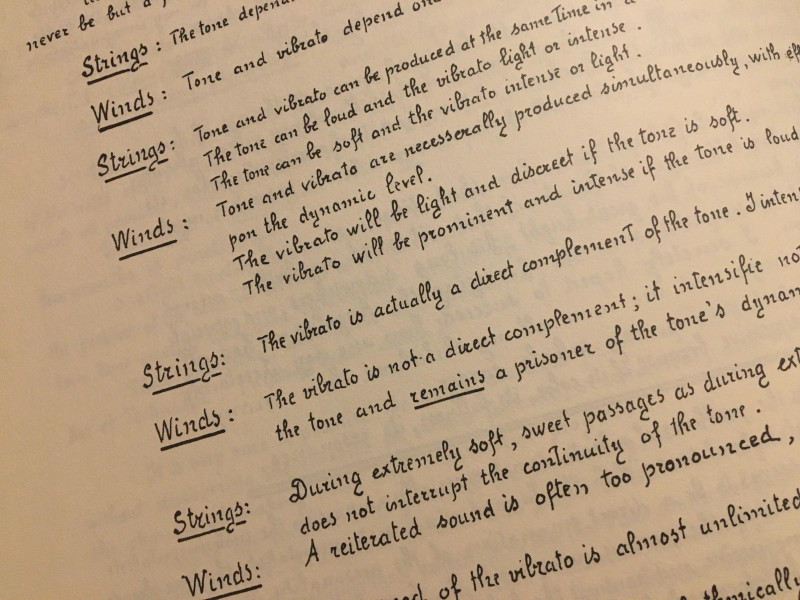 never be but a
Strings: The tone depend
Winds: Tone and vibrato depend on
Strings: Tone and vibrato can be produced at the same Time in a
The tone can be loud and the vibrato light or intense.
The tone can be soft and the vibrato intense or light.
Winds: Tone and vibrato are necesserally produced simultaneously, with eff
pon the dynamic level.
The vibrato will be light and discreet if the tone is soft.
The vibrato will be prominent and intense if the tone is loud
Strings: The vibrato is actually a direct complement of the tone. I inten
Winds: The vibrato is not a direct complement; it intensific no
the tone and remains a prisoner of the tone's dynam
Strings: During extremely soft, sweet passages as during ext
does not interrupt the continuity of the tone.
Winds: A reiterated sound is often too pronounced,
of the vibrato is almost unlimited